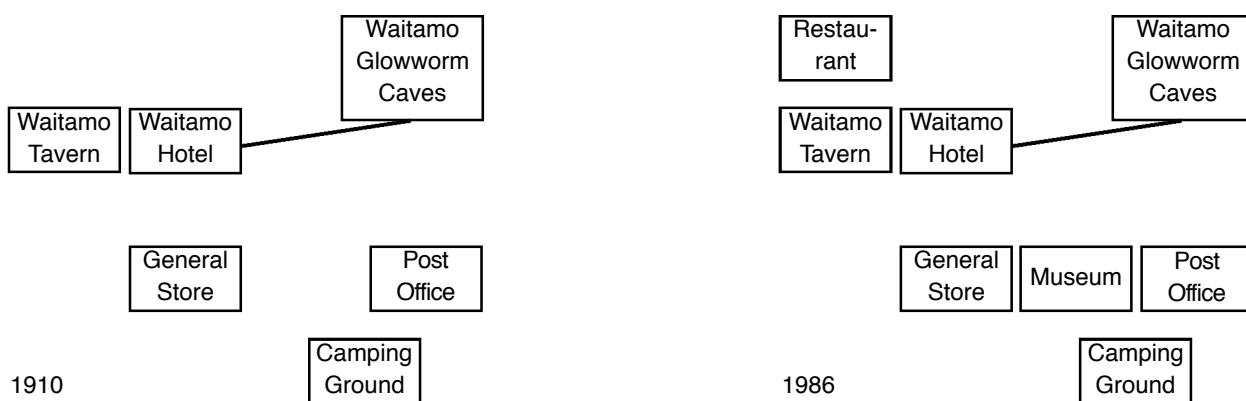 Waitamo
Glowworm
Caves
Waitamo
Tavern
Waitamo
Hotel
General
Store
Post
Office
Camping
Ground
1910
Restau-
rant
Waitamo
Glowworm
Caves
Waitamo
Tavern
Waitamo
Hotel
General
Store
Museum
Post
Office
Camping
Ground
1986